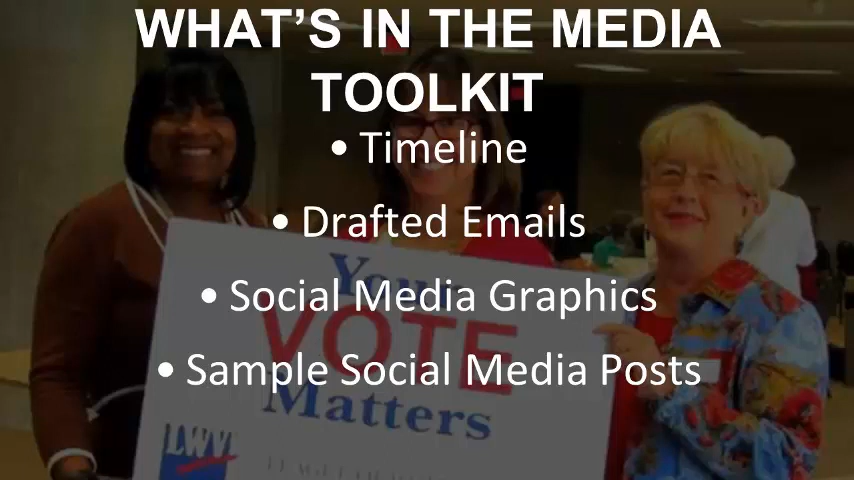 WHAT’S IN THE MEDIA
TOOLKIT
• Timeline
• Drafted Emails
• Social Media Graphics
• Sample Social Media Posts
Your
VOTE
Matters
LWV